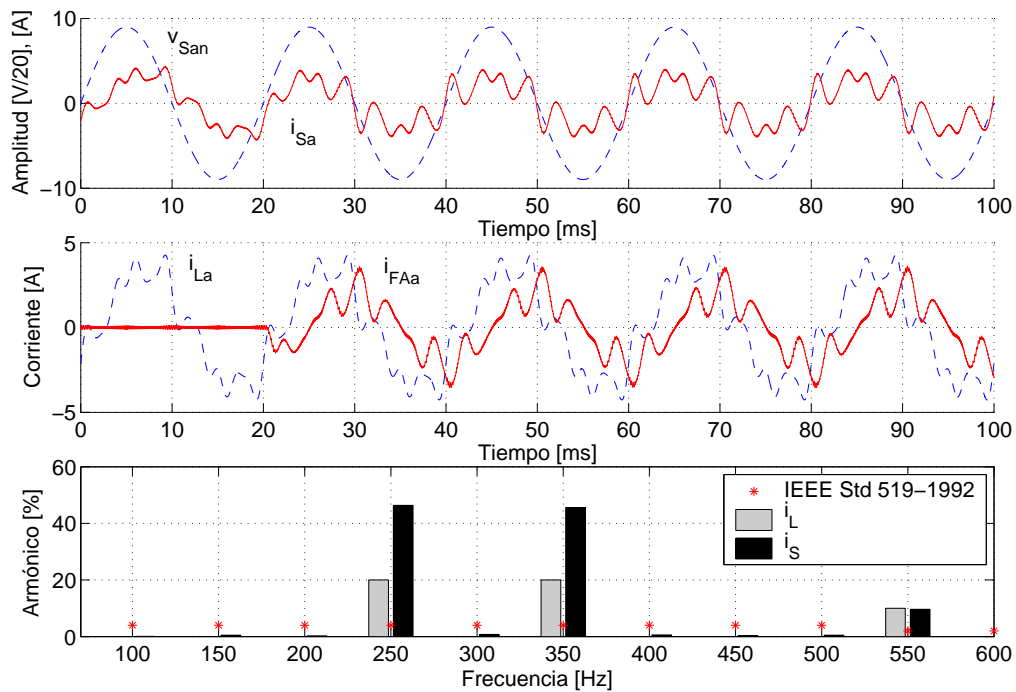 Amplitud [V/20], [A]
10
0
−10
v_San
i_Sa
0 10 20 30 40 50 60 70 80 90 100
Tiempo [ms]
Corriente [A]
5
0
−5
i_La
i_FAa
0 10 20 30 40 50 60 70 80 90 100
Tiempo [ms]
Armónico [%]
60
40
20
0
IEEE Std 519−1992
i_L
i_S
100 150 200 250 300 350 400 450 500 550 600
Frecuencia [Hz]